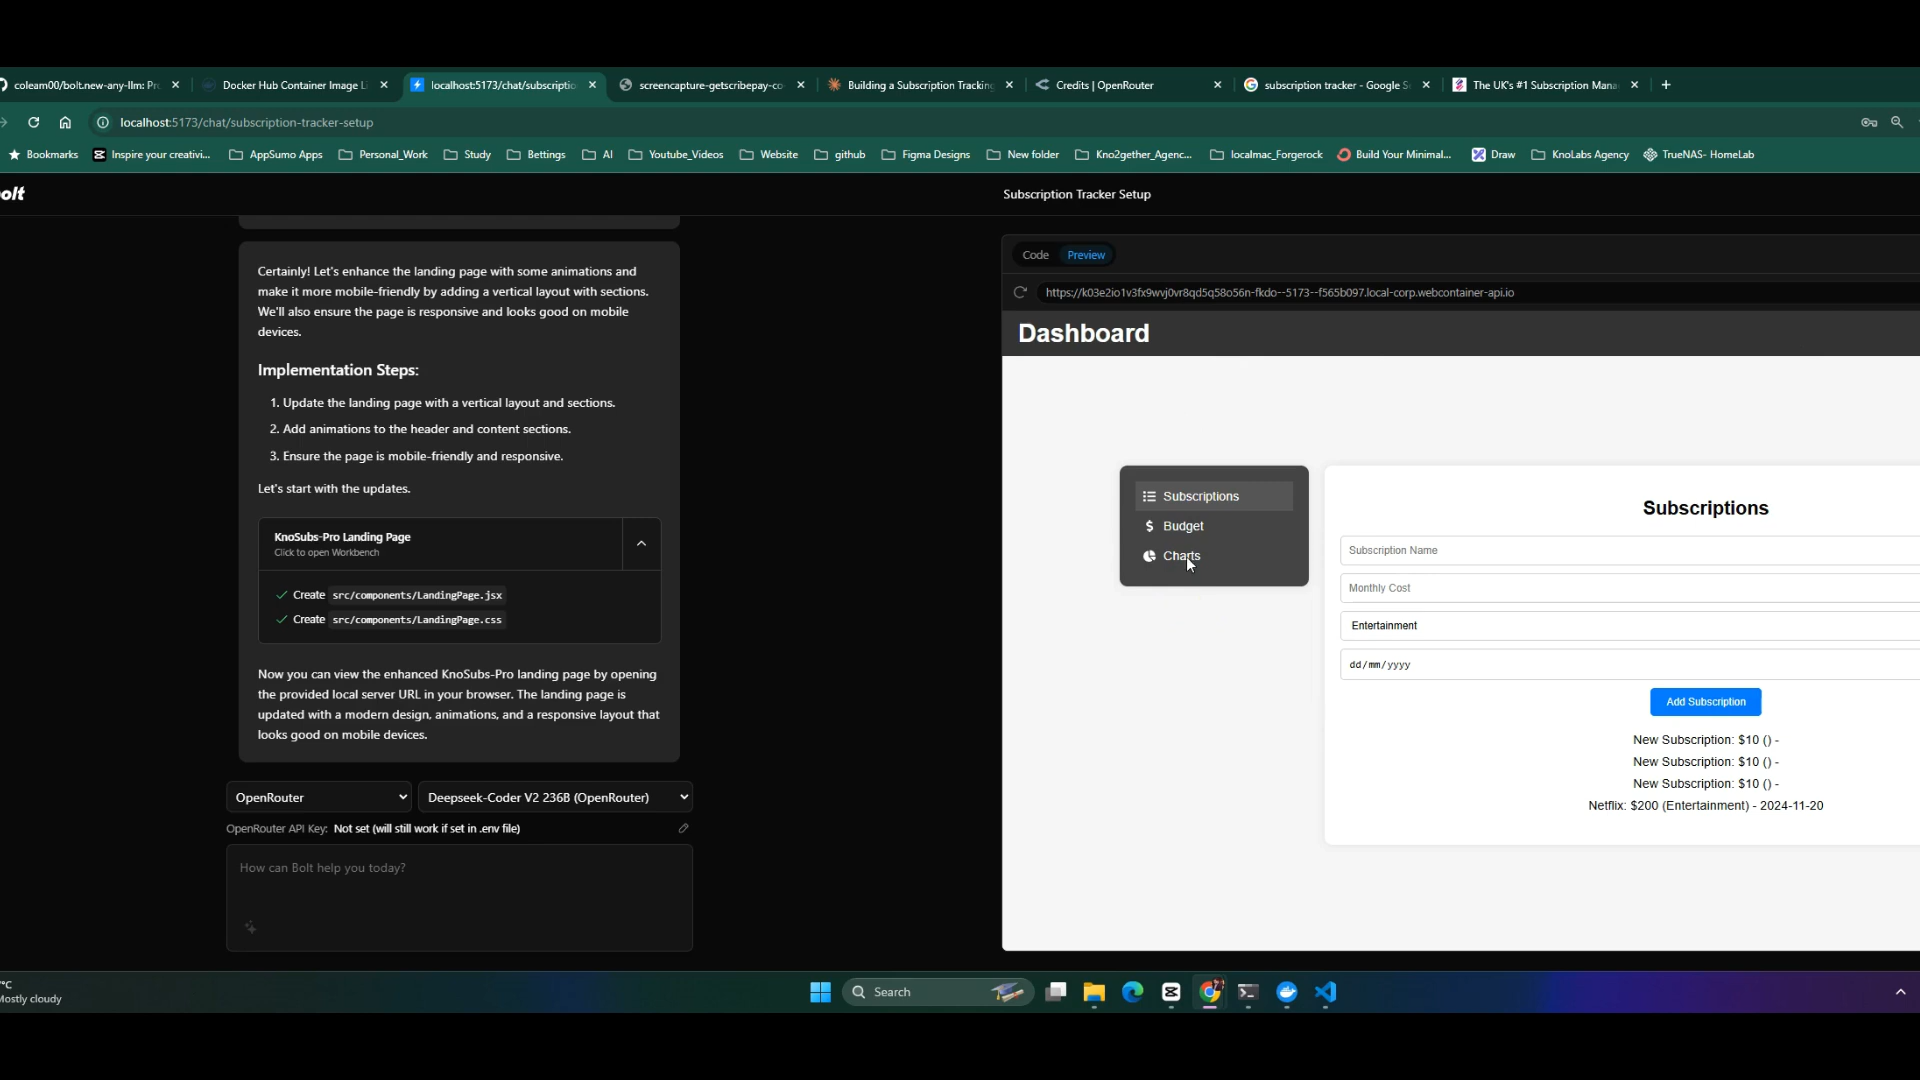 coleam00/bolt.new-any-llm: Pr
Docker Hub Container Image Li
localhost:5173/chat/subscriptio
screencapture-getscribepay-co
Building a Subscription Tracking
Credits | OpenRouter
subscription tracker - Google S
The UK's #1 Subscription Mana
localhost:5173/chat/subscription-tracker-setup
Bookmarks
Inspire your creativi...
AppSumo Apps
Personal_Work
Study
Bettings
AI
Youtube_Videos
Website
github
Figma Designs
New folder
Kno2gether_Agenc...
localmac_Forgerock
Build Your Minimal...
Draw
KnoLabs Agency
TrueNAS- HomeLab
olt
Subscription Tracker Setup
Certainly! Let's enhance the landing page with some animations and
make it more mobile-friendly by adding a vertical layout with sections.
We'll also ensure the page is responsive and looks good on mobile
devices.
Implementation Steps:
1. Update the landing page with a vertical layout and sections.
2. Add animations to the header and content sections.
3. Ensure the page is mobile-friendly and responsive.
Let's start with the updates.
KnoSubs-Pro Landing Page
Click to open Workbench
Create src/components/LandingPage.jsx
Create src/components/LandingPage.css
Now you can view the enhanced KnoSubs-Pro landing page by opening
the provided local server URL in your browser. The landing page is
updated with a modern design, animations, and a responsive layout that
looks good on mobile devices.
OpenRouter
Deepseek-Coder V2 236B (OpenRouter)
OpenRouter API Key: Not set (will still work if set in .env file)
How can Bolt help you today?
Code
Preview
https://k03e2io1v3fx9wvj0vr8qd5q58o56n-fkdo--5173--f565b097.local-corp.webcontainer-api.io
Dashboard
Subscriptions
Budget
Charts
Subscriptions
Subscription Name
Monthly Cost
Entertainment
dd/mm/yyyy
Add Subscription
New Subscription: $10 () -
New Subscription: $10 () -
New Subscription: $10 () -
Netflix: $200 (Entertainment) - 2024-11-20
°C
Mostly cloudy
Search